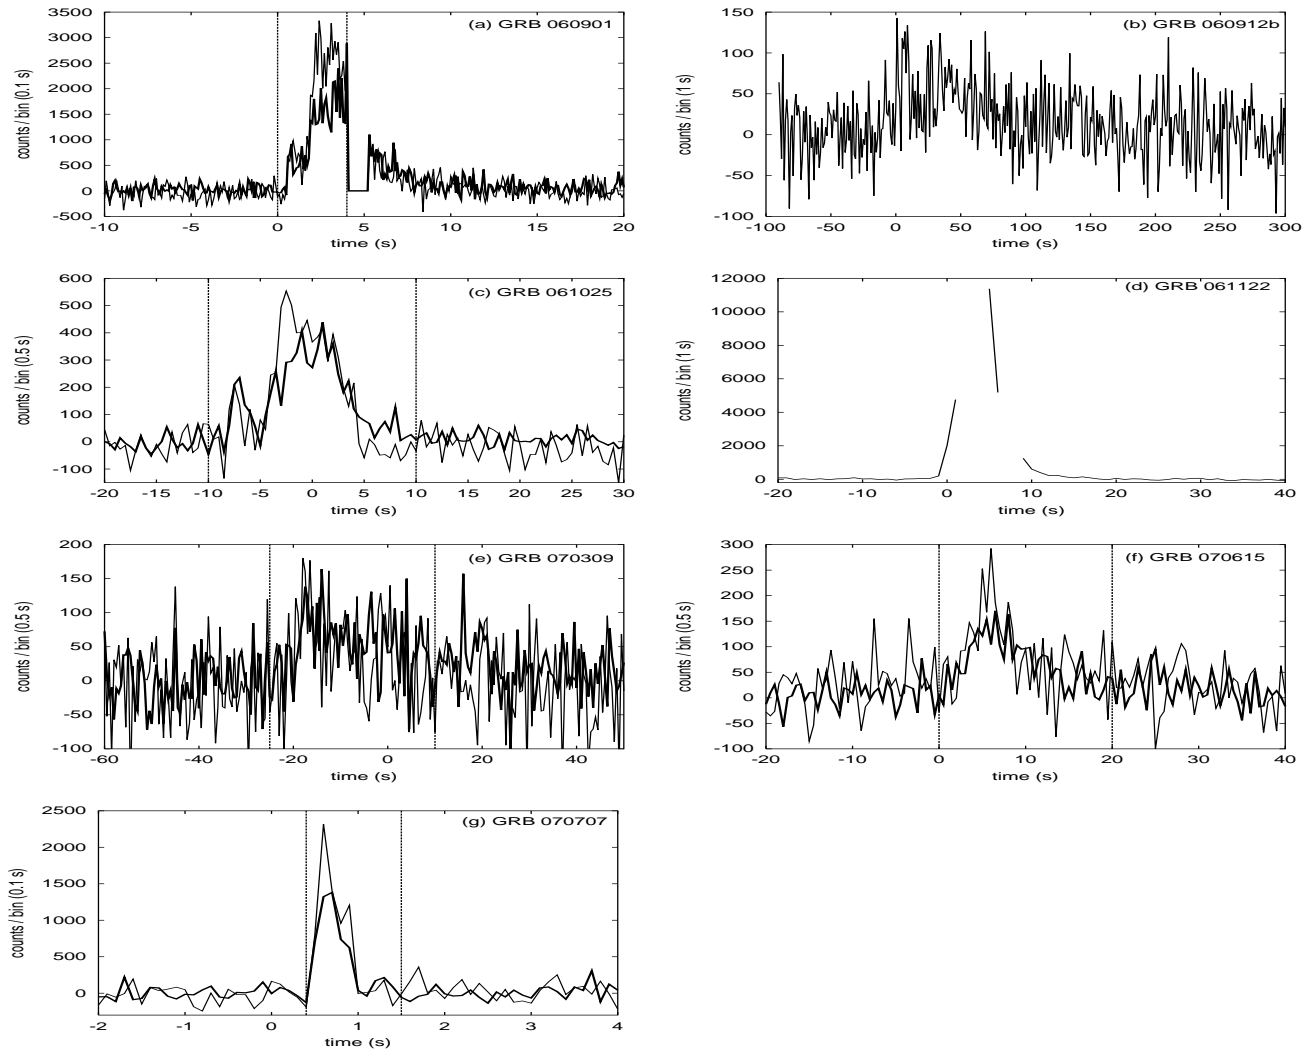 (a) GRB 060901
counts / bin (0.1 s)
3500
3000
2500
2000
1500
1000
500
0
-500
-10 -5 0 5 10 15 20
time (s)
(b) GRB 060912b
counts / bin (1 s)
150
100
50
0
-50
-100
-100 -50 0 50 100 150 200 250 300
time (s)
(c) GRB 061025
counts / bin (0.5 s)
600
500
400
300
200
100
0
-100
-20 -15 -10 -5 0 5 10 15 20 25 30
time (s)
(d) GRB 061122
counts / bin (1 s)
12000
10000
8000
6000
4000
2000
0
-20 -10 0 10 20 30 40
time (s)
(e) GRB 070309
counts / bin (0.5 s)
200
150
100
50
0
-50
-100
-60 -40 -20 0 20 40
time (s)
(f) GRB 070615
counts / bin (0.5 s)
300
250
200
150
100
50
0
-50
-100
-20 -10 0 10 20 30 40
time (s)
(g) GRB 070707
counts / bin (0.1 s)
2500
2000
1500
1000
500
0
-2 -1 0 1 2 3 4
time (s)